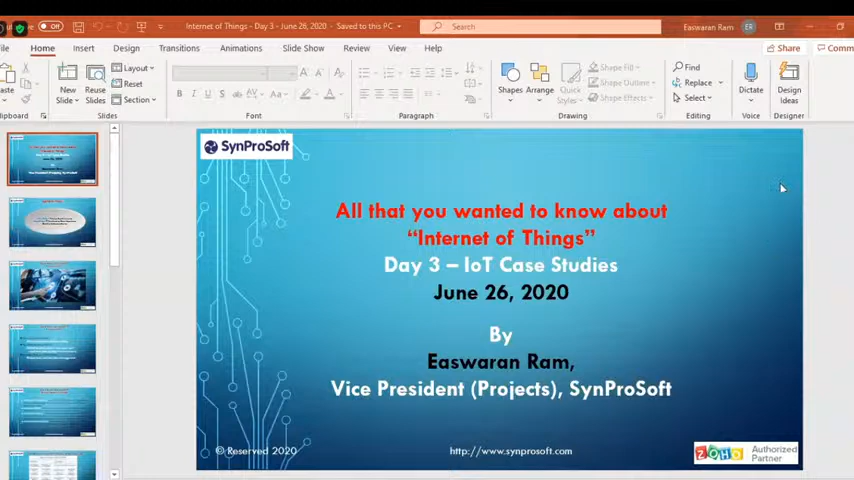 Off
Internet of Things - Day 3 - June 26, 2020 - Saved to this PC
Search
Easwaran Ram
ER
Home Insert Design Transitions Animations Slide Show Review View Help
Share
New Slide
Reuse Slides
Layout
Reset
Section
Shapes
Arrange
Quick Styles
Shape Fill
Shape Outline
Shape Effects
Find
Replace
Select
Dictate
Design Ideas
Slides
Font
Paragraph
Drawing
Editing
Voice
Designer
SynProSoft
All that you wanted to know about
“Internet of Things”
Day 3 – IoT Case Studies
June 26, 2020
By
Easwaran Ram,
Vice President (Projects), SynProSoft
© Reserved 2020
http://www.synprosoft.com
ZOHO Authorized
Partner